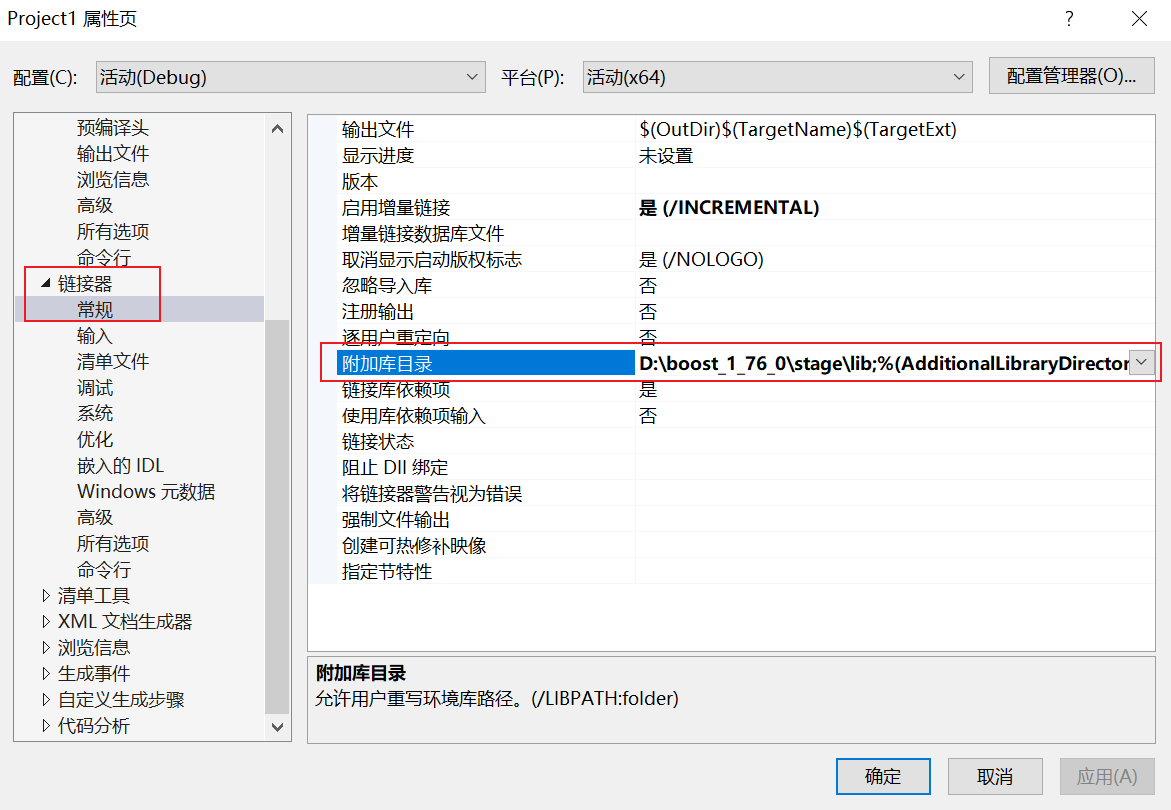 Project1 属性页
?
配置(C):
活动(Debug)
平台(P):
活动(x64)
配置管理器(O)...
预编译头
输出文件
浏览信息
高级
所有选项
命令行
链接器
常规
输入
清单文件
调试
系统
优化
嵌入的 IDL
Windows 元数据
高级
所有选项
命令行
清单工具
XML 文档生成器
浏览信息
生成事件
自定义生成步骤
代码分析
输出文件 $(OutDir)$(TargetName)$(TargetExt)
显示进度 未设置
版本
启用增量链接 是 (/INCREMENTAL)
增量链接数据库文件
取消显示启动版权标志 是 (/NOLOGO)
忽略导入库 否
注册输出 否
逐用户重定向 否
附加库目录 D:\boost_1_76_0\stage\lib;%(AdditionalLibraryDirector
链接库依赖项 是
使用库依赖项输入 否
链接状态
阻止 Dll 绑定
将链接器警告视为错误
强制文件输出
创建可热修补映像
指定节特性
附加库目录
允许用户重写环境库路径。(/LIBPATH:folder)
确定
取消
应用(A)